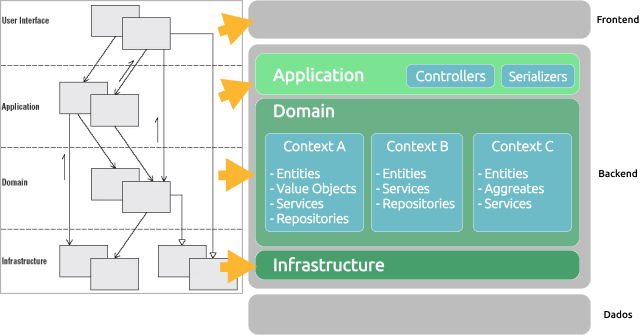 User Interface
Application
Domain
Infrastructure
Frontend
Application
Controllers
Serializers
Domain
Context A
- Entities
- Value Objects
- Services
- Repositories
Context B
- Entities
- Services
- Repositories
Context C
- Entities
- Aggreates
- Services
Backend
Infrastructure
Dados